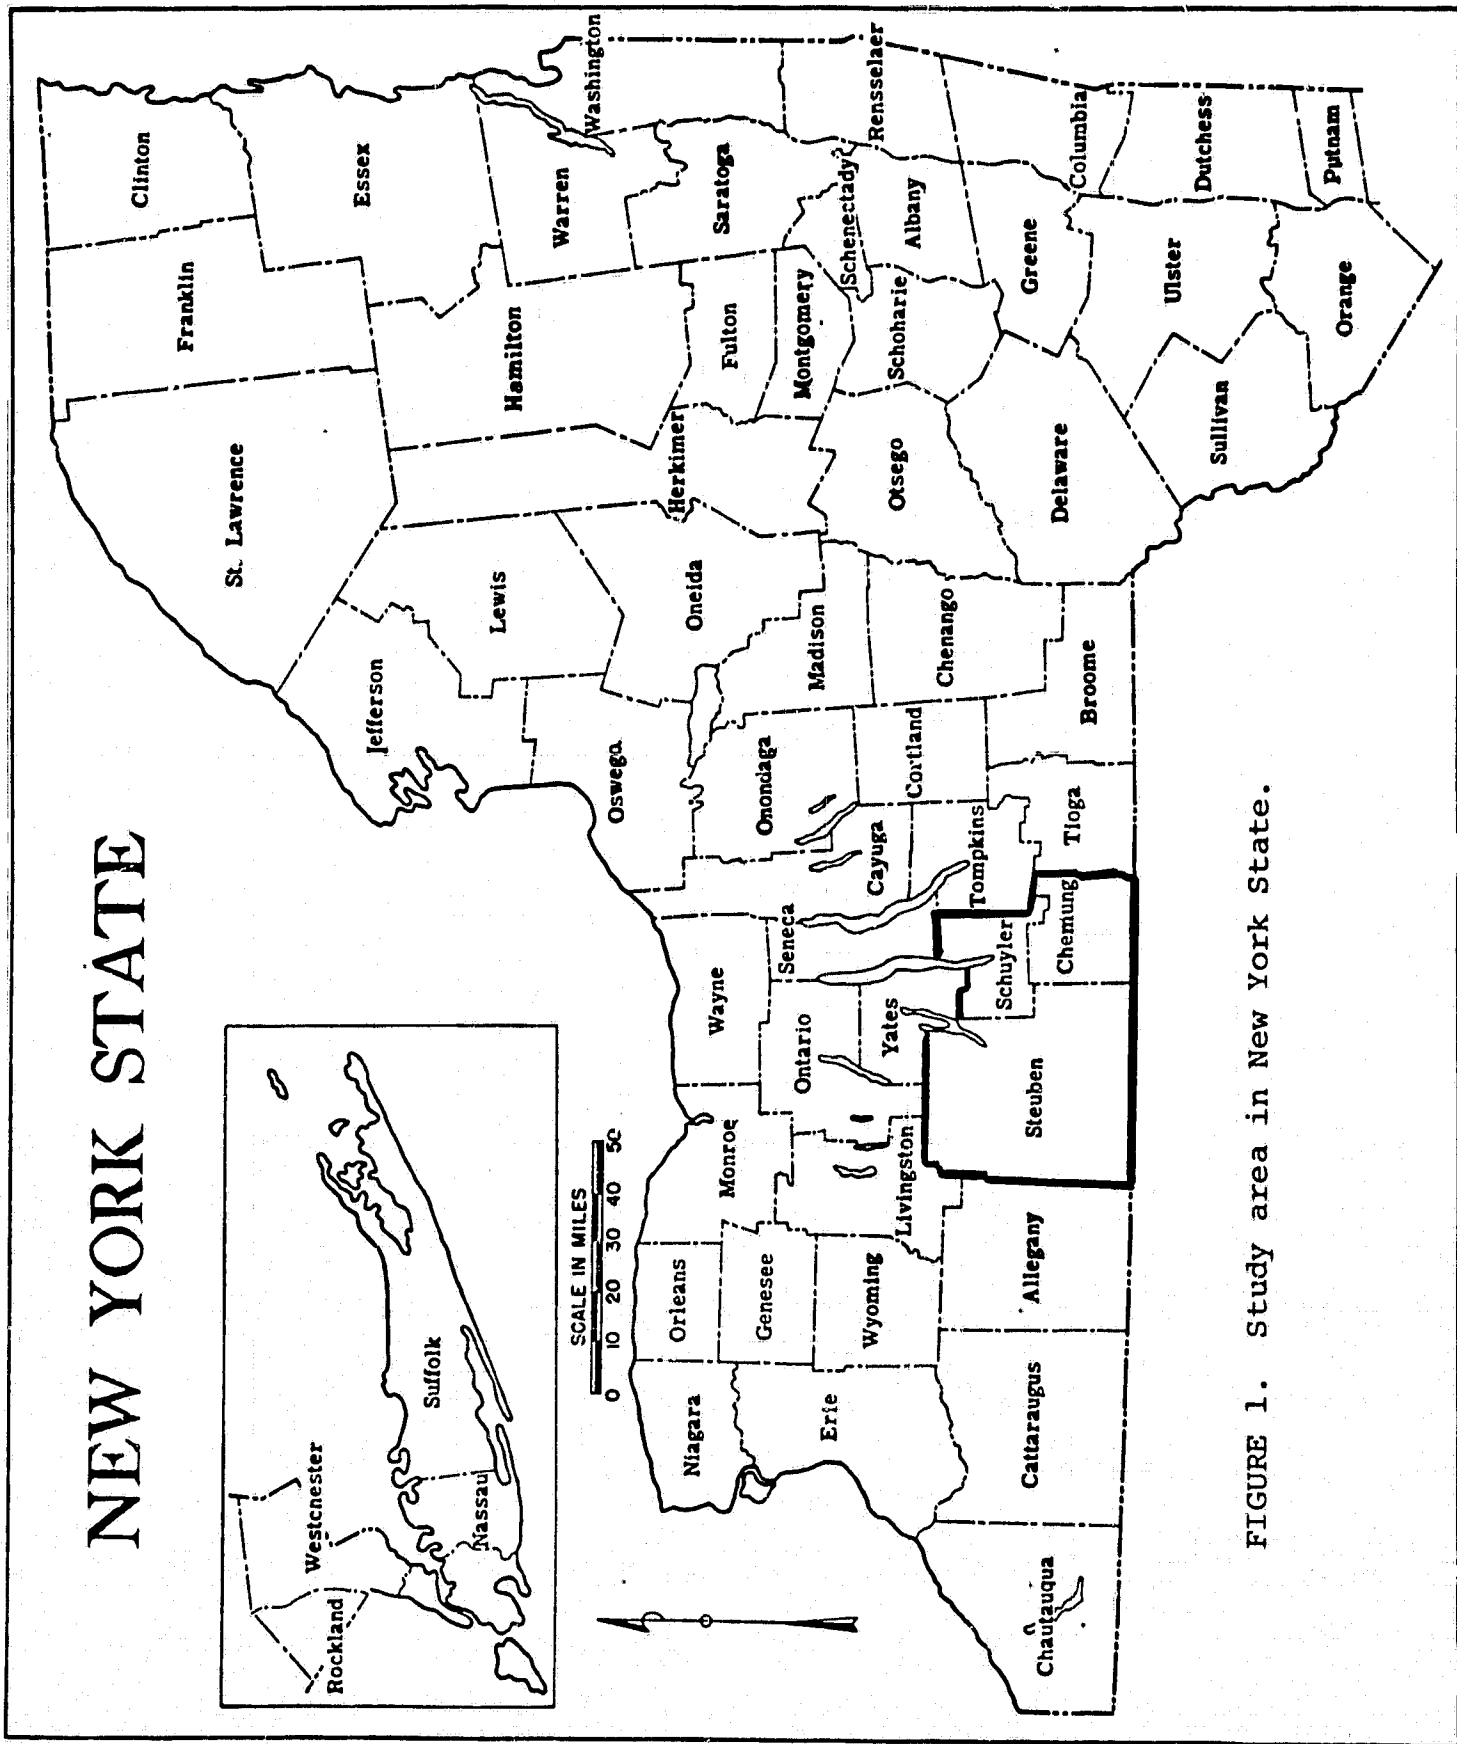 NEW YORK STATE
Rockland
Westcnester
Nassau
Suffolk
SCALE IN MILES
0 10 20 30 40 50
Clinton
Franklin
St. Lawrence
Essex
Jefferson
Lewis
Hamilton
Warren
Washington
Herkimer
Oneida
Oswego
Saratoga
Fulton
Montgomery
Niagara
Orleans
Monroe
Wayne
Genesee
Ontario
Seneca
Onondaga
Madison
Schenectady
Rensselaer
Erie
Wyoming
Livingston
Yates
Cayuga
Cortland
Chenango
Otsego
Schoharie
Albany
Tompkins
Schuyler
Chautauqua
Cattaraugus
Allegany
Steuben
Chemung
Tioga
Broome
Delaware
Greene
Columbia
Ulster
Dutchess
Sullivan
Orange
Putnam
FIGURE 1. Study area in New York State.